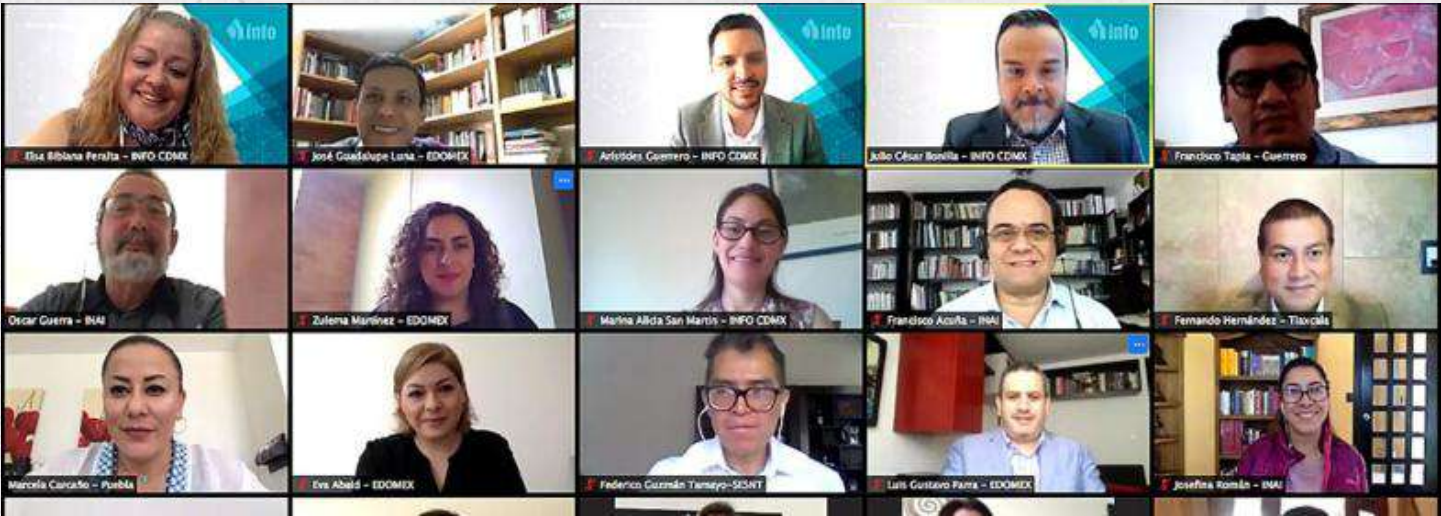 info
info
Elsa Bibiana Peralta – INFO CDMX
José Guadalupe Luna – EDOMEX
Arístides Guerrero – INFO CDMX
Julio César Bonilla – INFO CDMX
Francisco Tapia – Guerrero
Oscar Guerra – INAI
Zulema Martínez – EDOMEX
Marina Alicia San Martín – INFO CDMX
Francisco Acuña – INAI
Fernando Hernández – Tlaxcala
Marcela Carcaño – Puebla
Eva Abaid – EDOMEX
Federico Guzmán Tamayo-SESNT
Luis Gustavo Parra – EDOMEX
Josefina Román – INAI